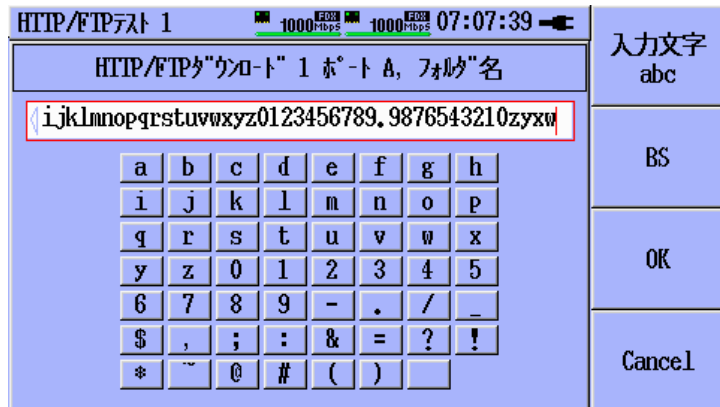 HTTP/FTPﾃｽﾄ 1 1000 FDX Mbps 1000 FDX Mbps 07:07:39
HTTP/FTPﾀﾞｳﾝﾛｰﾄﾞ 1 ﾎﾟｰﾄ A, ﾌｫﾙﾀﾞ名
ijklmnopqrstuvwxyz0123456789.9876543210zyxw
a b c d e f g h
i j k l m n o p
q r s t u v w x
y z 0 1 2 3 4 5
6 7 8 9 - . / _
$ , ; : & = ? !
* ~ @ # ( )
入力文字
abc
BS
OK
Cancel